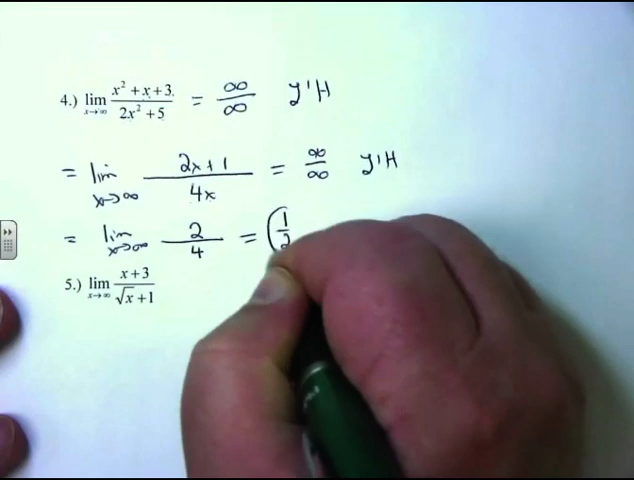 4.) lim x→∞ x² + x + 3 / 2x² + 5 = ∞/∞ L'H
= lim x→∞ 2x+1 / 4x = ∞/∞ L'H
= lim x→∞ 2/4 = 1/2
5.) lim x→∞ x + 3 / √x + 1